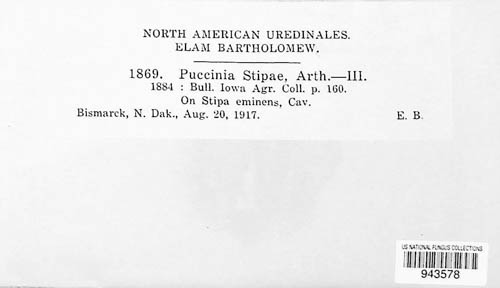 NORTH AMERICAN UREDINALES.
ELAM BARTHOLOMEW.
1869. Puccinia Stipae, Arth.—III.
1884 : Bull. Iowa Agr. Coll. p. 160.
On Stipa eminens, Cav.
Bismarck, N. Dak., Aug. 20, 1917. E. B.
US NATIONAL FUNGUS COLLECTIONS
943578